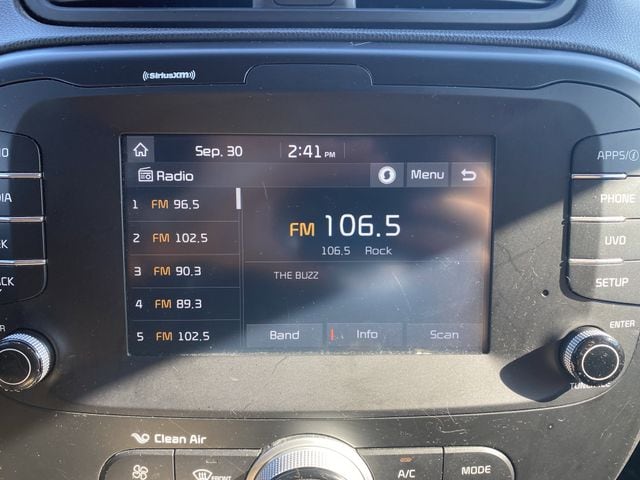 ((SiriusXM))
Sep. 30 2:41 PM
Radio Menu
1 FM 96.5
2 FM 102.5
3 FM 90.3
4 FM 89.3
5 FM 102.5
FM 106.5
106.5 Rock
THE BUZZ
Band Info Scan
APPS/i
PHONE
UVO
SETUP
ENTER
Clean Air
FRONT
A/C
MODE